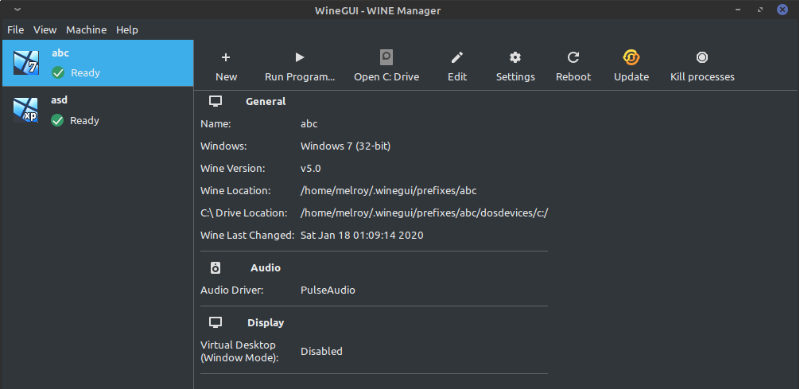 WineGUI - WINE Manager
File View Machine Help
abc
7
Ready
asd
xp
Ready
New Run Program... Open C: Drive Edit Settings Reboot Update Kill processes
General
Name: abc
Windows: Windows 7 (32-bit)
Wine Version: v5.0
Wine Location: /home/melroy/.winegui/prefixes/abc
C:\ Drive Location: /home/melroy/.winegui/prefixes/abc/dosdevices/c:/
Wine Last Changed: Sat Jan 18 01:09:14 2020
Audio
Audio Driver: PulseAudio
Display
Virtual Desktop
(Window Mode): Disabled